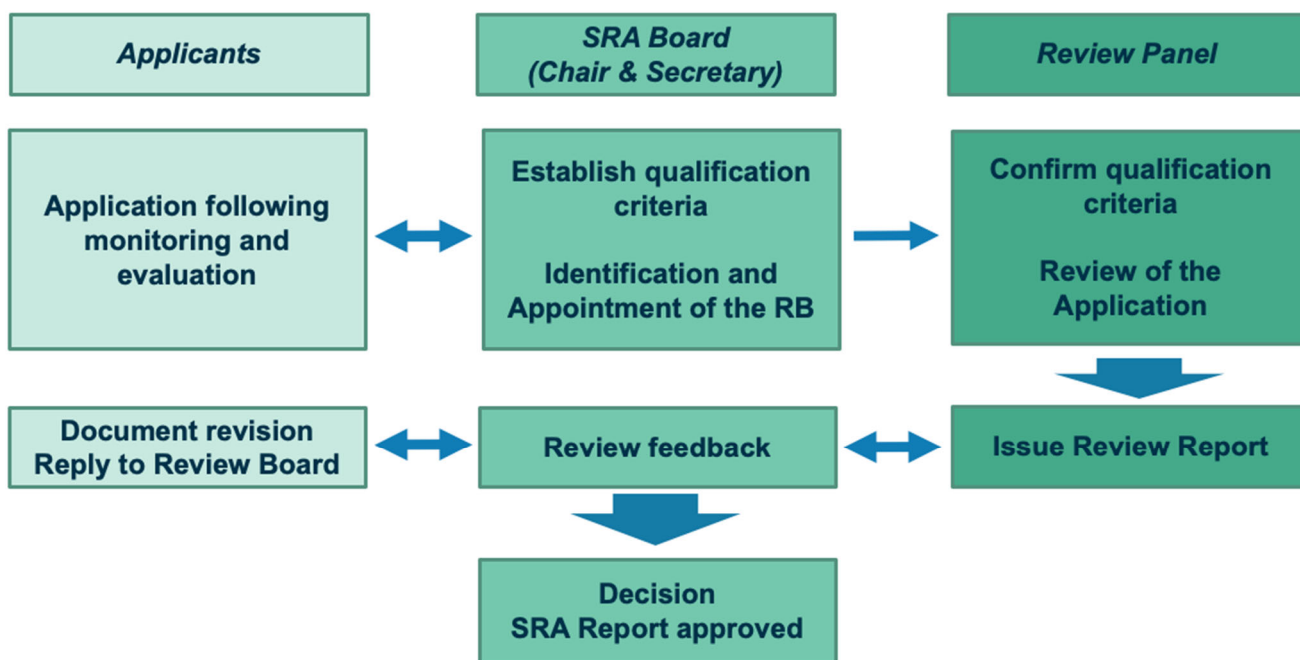 Applicants
SRA Board
(Chair & Secretary)
Review Panel
Application following
monitoring and
evaluation
Establish qualification
criteria
Identification and
Appointment of the RB
Confirm qualification
criteria
Review of the
Application
Document revision
Reply to Review Board
Review feedback
Issue Review Report
Decision
SRA Report approved